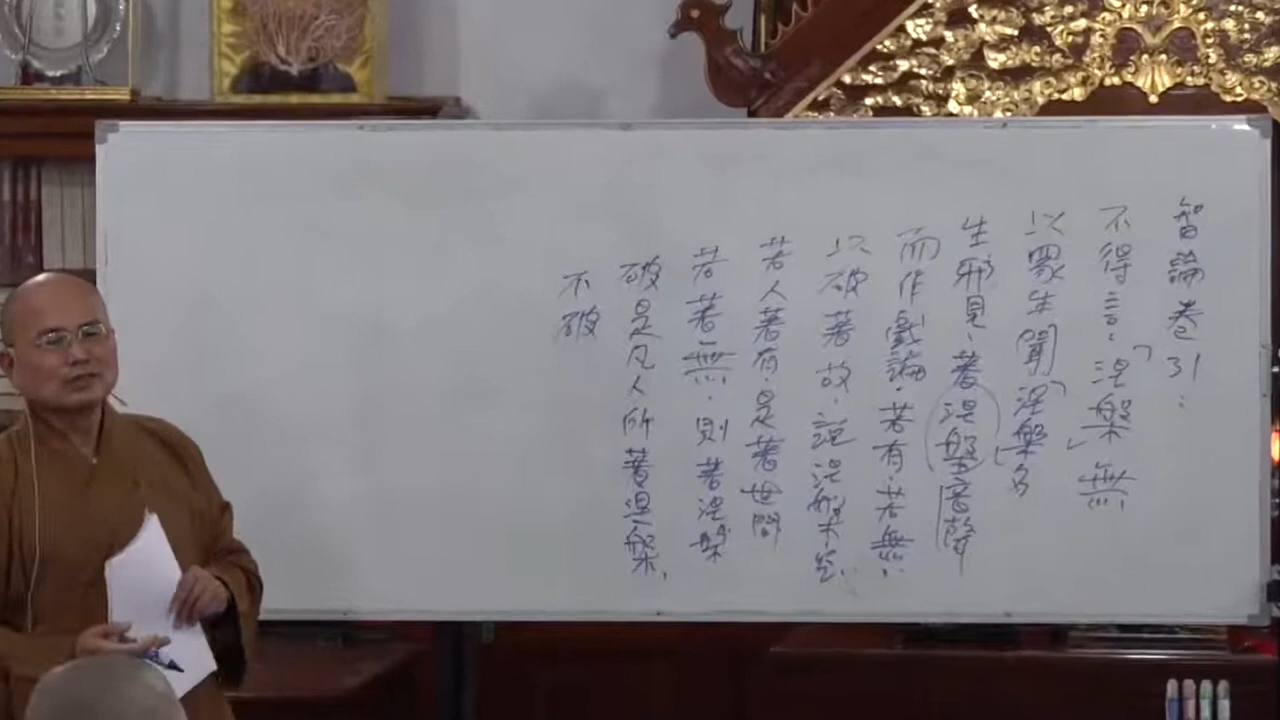 智論卷31：
不得言，「涅槃」無
以眾生聞「涅槃」名
生邪見、著涅槃音聲
而作戲論，若有若無，
以破著故，說涅槃空，
若人著有，是著世間
若著無，則著涅槃
破是凡人所著涅槃，
不破